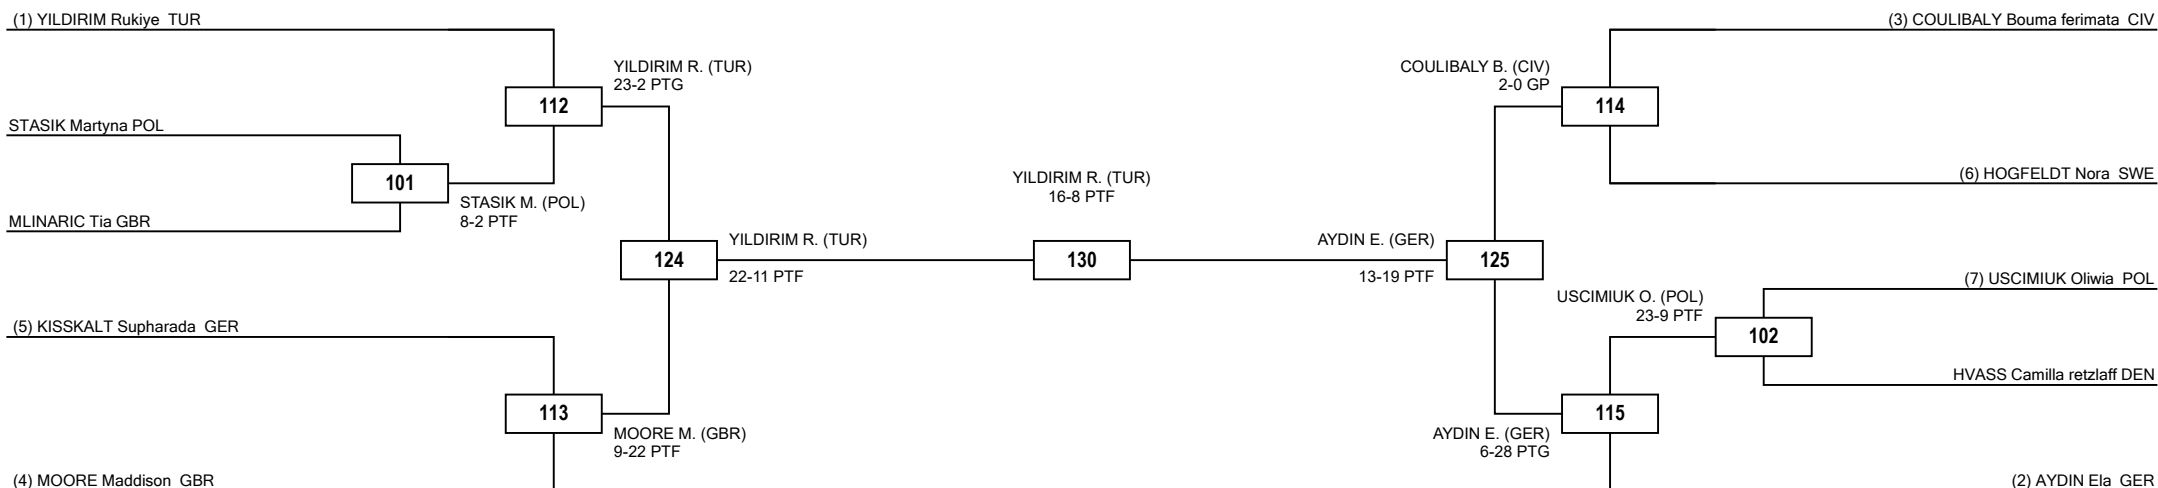 (1) YILDIRIM Rukiye TUR
(3) COULIBALY Bouma ferimata CIV
YILDIRIM R. (TUR)
23-2 PTG
COULIBALY B. (CIV)
2-0 GP
112
114
STASIK Martyna POL
101
STASIK M. (POL)
8-2 PTF
MLINARIC Tia GBR
YILDIRIM R. (TUR)
16-8 PTF
(6) HOGFELDT Nora SWE
124
YILDIRIM R. (TUR)
22-11 PTF
130
AYDIN E. (GER)
13-19 PTF
125
(7) USCIMIUK Oliwia POL
USCIMIUK O. (POL)
23-9 PTF
102
HVASS Camilla retzlaff DEN
(5) KISSKALT Supharada GER
113
MOORE M. (GBR)
9-22 PTF
AYDIN E. (GER)
6-28 PTG
115
(4) MOORE Maddison GBR
(2) AYDIN Ela GER